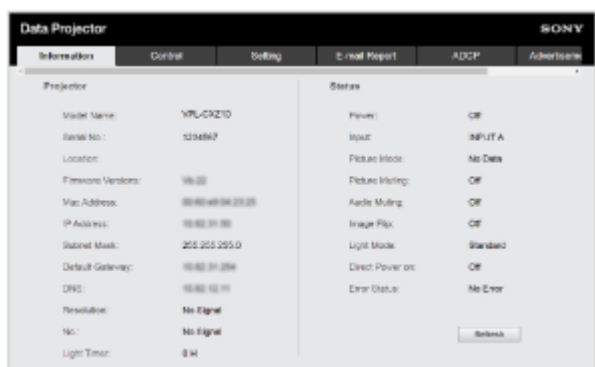 Data Projector
SONY
Information Control Setting E-mail Report ADCP
Projector
Model Name: VPL-CXZ10
Serial No.: 1234567
Location:
Firmware Versions:
Mac Address:
IP Address:
Subnet Mask: 255.255.255.0
Default Gateway:
DNS:
Resolution: No Signal
No.: No Signal
Light Timer: 0 H
Status
Power: Off
Input: INPUT A
Picture Mode: No Data
Picture Muting: Off
Audio Muting: Off
Image Flip: Off
Light Mode: Standard
Direct Power on: Off
Error Status: No Error
Refresh